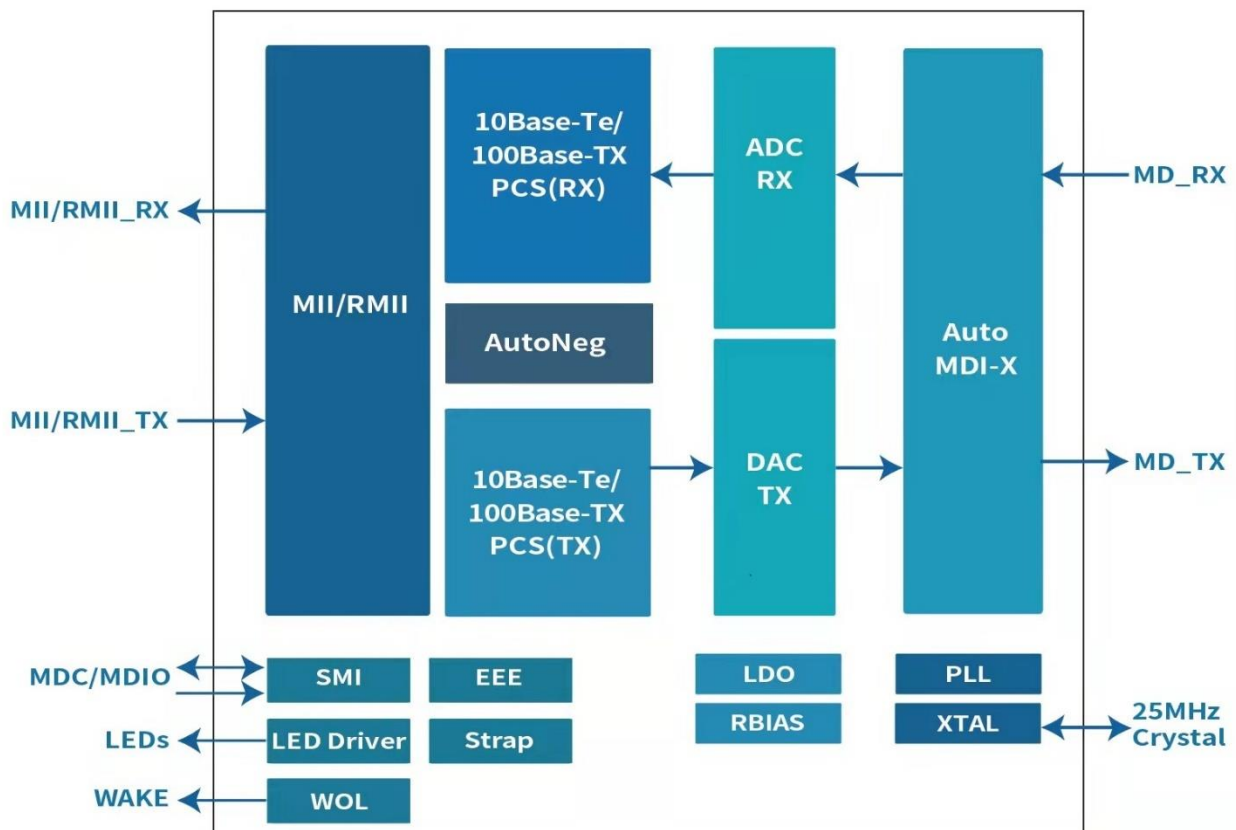 10Base-Te/
100Base-TX
PCS(RX)
ADC
RX
MD_RX
MII/RMII_RX
MII/RMII
AutoNeg
Auto
MDI-X
MII/RMII_TX
10Base-Te/
100Base-TX
PCS(TX)
DAC
TX
MD_TX
MDC/MDIO
SMI
EEE
LDO
PLL
LEDs
LED Driver
Strap
RBIAS
XTAL
25MHz
Crystal
WAKE
WOL